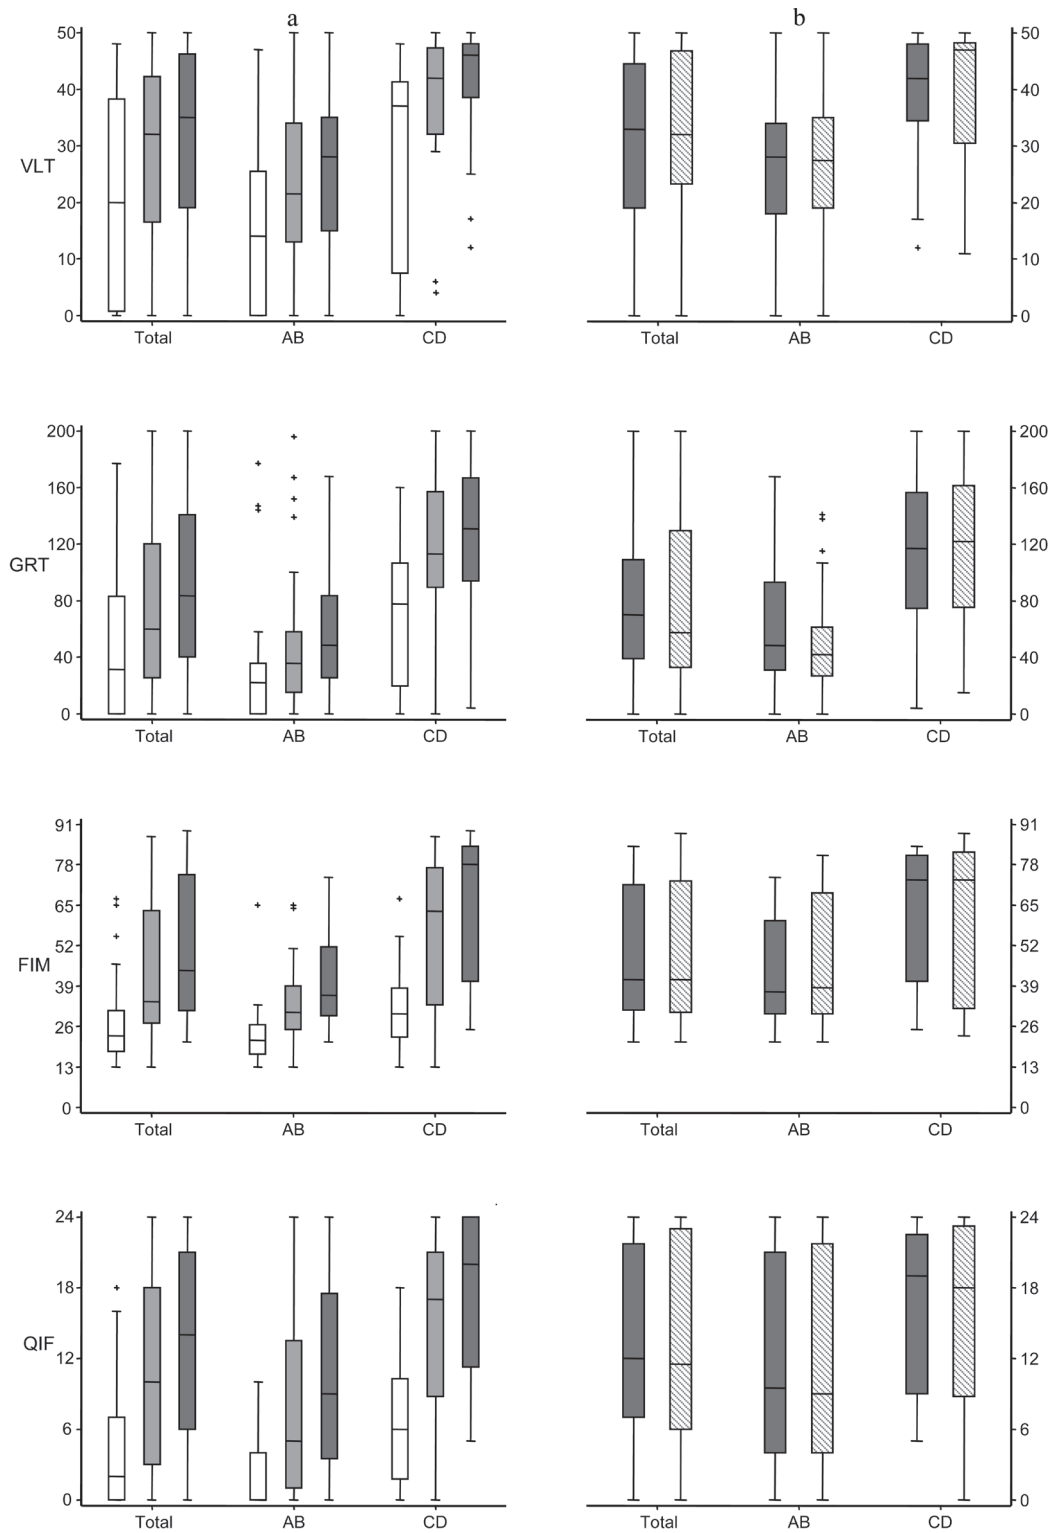 a b
50 50
40 40
30 30
VLT
20 20
10 10
0 0
Total AB CD Total AB CD
200 200
160 160
120 120
GRT
80 80
40 40
0 0
Total AB CD Total AB CD
91 91
78 78
65 65
52 52
FIM
39 39
26 26
13 13
0 0
Total AB CD Total AB CD
24 24
18 18
QIF
12 12
6 6
0 0
Total AB CD Total AB CD